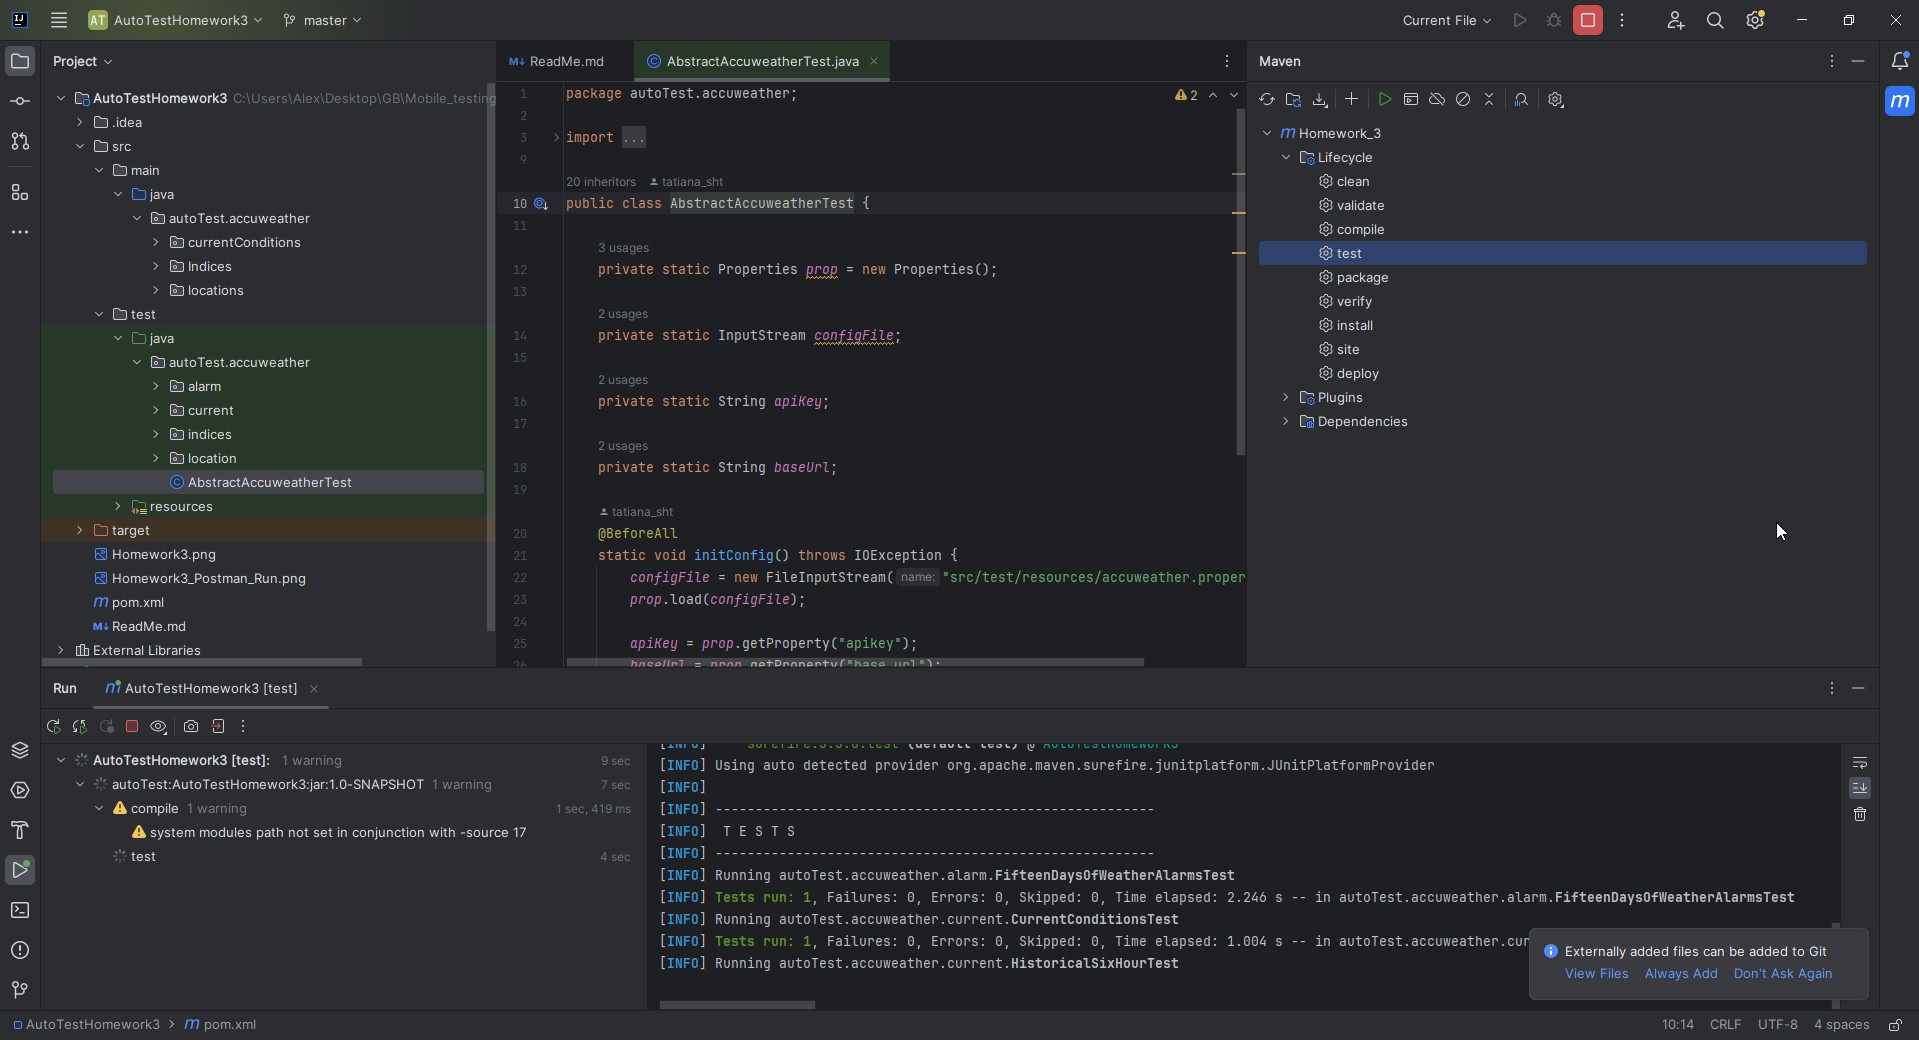 AT AutoTestHomework3 master Current File
Project
AutoTestHomework3 C:\Users\Alex\Desktop\GB\Mobile_testing
.idea
src
main
java
autoTest.accuweather
currentConditions
Indices
locations
test
java
autoTest.accuweather
alarm
current
indices
location
AbstractAccuweatherTest
resources
target
Homework3.png
Homework3_Postman_Run.png
pom.xml
ReadMe.md
External Libraries
ReadMe.md AbstractAccuweatherTest.java
1 package autoTest.accuweather;
2
3 import ...
9
20 inheritors tatiana_sht
10 public class AbstractAccuweatherTest {
11
3 usages
12 private static Properties prop = new Properties();
13
2 usages
14 private static InputStream configFile;
15
2 usages
16 private static String apiKey;
17
2 usages
18 private static String baseUrl;
19
tatiana_sht
20 @BeforeAll
21 static void initConfig() throws IOException {
22 configFile = new FileInputStream( name: "src/test/resources/accuweather.proper
23 prop.load(configFile);
24
25 apiKey = prop.getProperty("apikey");
26 baseUrl = prop.getProperty("base_url");
2
Maven
Homework_3
Lifecycle
clean
validate
compile
test
package
verify
install
site
deploy
Plugins
Dependencies
Run AutoTestHomework3 [test]
AutoTestHomework3 [test]: 1 warning 9 sec
autoTest:AutoTestHomework3:jar:1.0-SNAPSHOT 1 warning 7 sec
compile 1 warning 1 sec, 419 ms
system modules path not set in conjunction with -source 17
test 4 sec
[INFO] Using auto detected provider org.apache.maven.surefire.junitplatform.JUnitPlatformProvider
[INFO]
[INFO] -------------------------------------------------------
[INFO] T E S T S
[INFO] -------------------------------------------------------
[INFO] Running autoTest.accuweather.alarm.FifteenDaysOfWeatherAlarmsTest
[INFO] Tests run: 1, Failures: 0, Errors: 0, Skipped: 0, Time elapsed: 2.246 s -- in autoTest.accuweather.alarm.FifteenDaysOfWeatherAlarmsTest
[INFO] Running autoTest.accuweather.current.CurrentConditionsTest
[INFO] Tests run: 1, Failures: 0, Errors: 0, Skipped: 0, Time elapsed: 1.004 s -- in autoTest.accuweather.cur
[INFO] Running autoTest.accuweather.current.HistoricalSixHourTest
Externally added files can be added to Git
View Files Always Add Don't Ask Again
AutoTestHomework3 > pom.xml 10:14 CRLF UTF-8 4 spaces